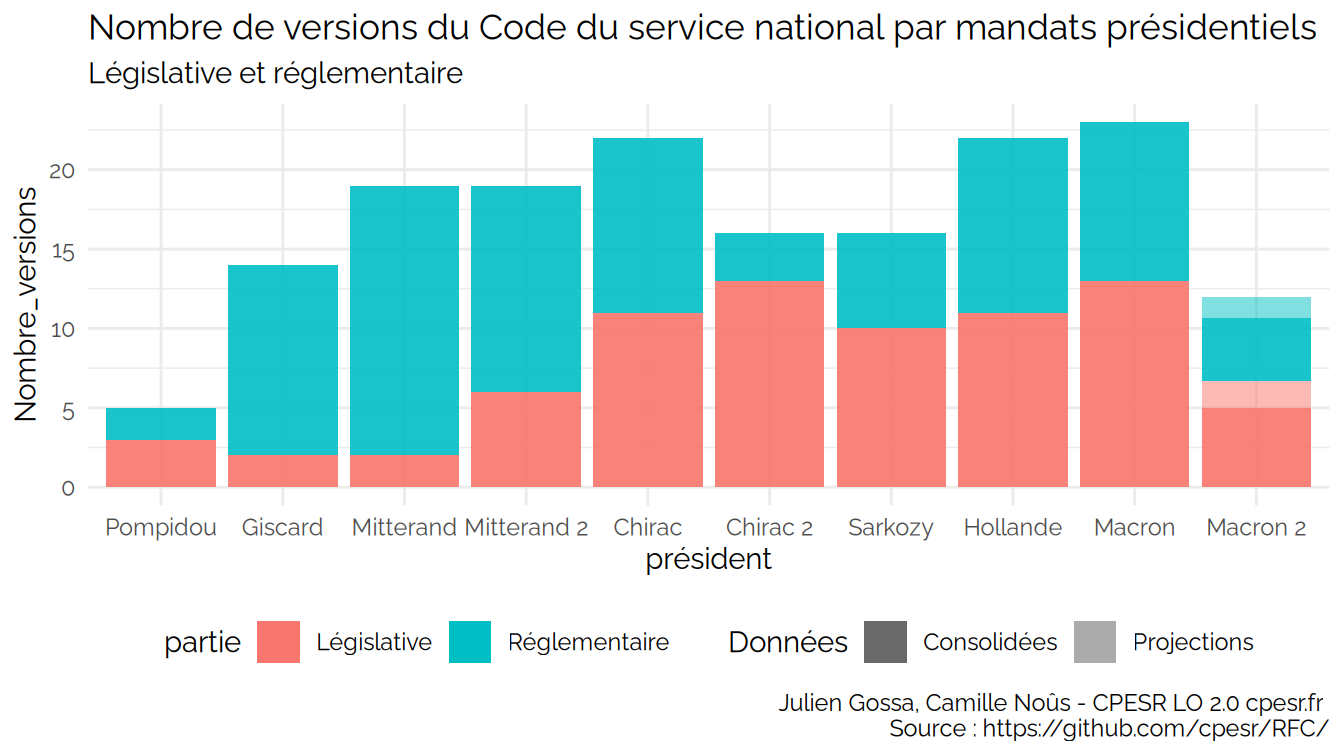 Nombre de versions du Code du service national par mandats présidentiels
Législative et réglementaire
Nombre_versions
20
15
10
5
0
Pompidou Giscard Mitterand Mitterand 2 Chirac Chirac 2 Sarkozy Hollande Macron Macron 2
président
partie Législative Réglementaire Données Consolidées Projections
Julien Gossa, Camille Noûs - CPESR LO 2.0 cpesr.fr
Source : https://github.com/cpesr/RFC/